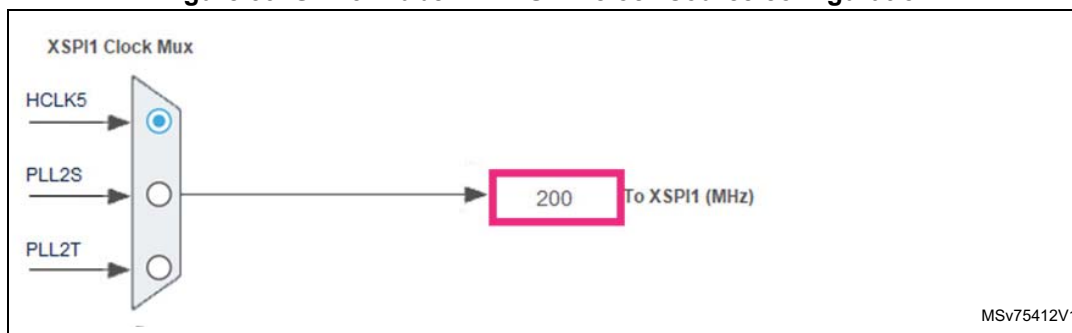 XSPI1 Clock Mux
HCLK5
PLL2S
200 To XSPI1 (MHz)
PLL2T
MSv75412V1